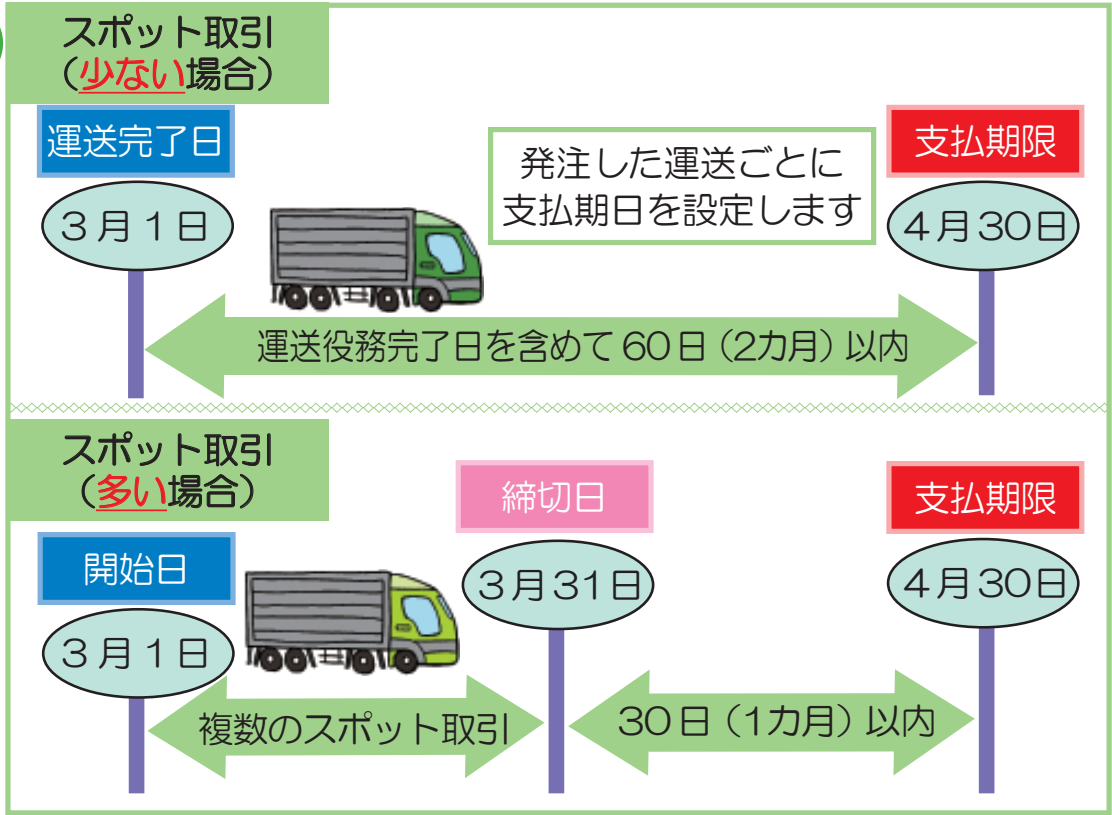 スポット取引
（少ない場合）
運送完了日
３月１日
発注した運送ごとに
支払期日を設定します
支払期限
４月30日
運送役務完了日を含めて60日（2カ月）以内
スポット取引
（多い場合）
開始日
３月１日
締切日
３月31日
支払期限
４月30日
複数のスポット取引
30日（1カ月）以内